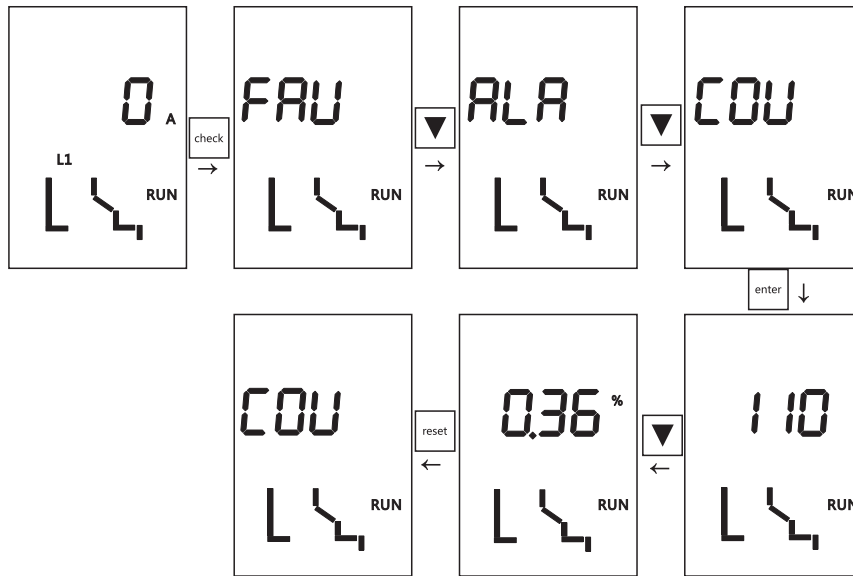 0 A
check
L1
RUN
FAU
RUN
ALA
RUN
COU
RUN
enter
110
RUN
0.36 %
RUN
reset
COU
RUN